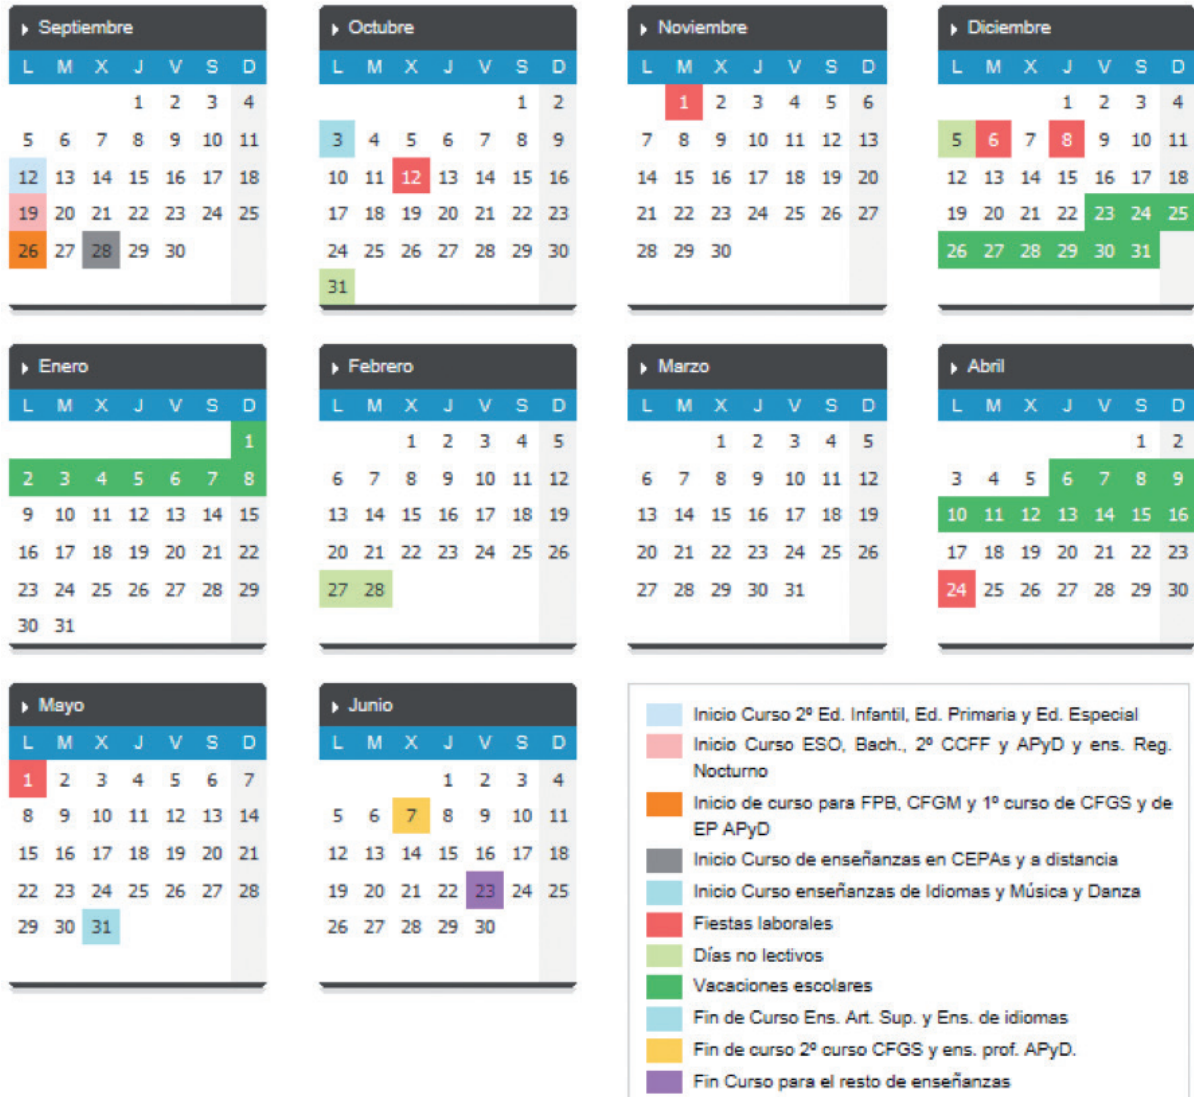 Septiembre
L M X J V S D
1 2 3 4
5 6 7 8 9 10 11
12 13 14 15 16 17 18
19 20 21 22 23 24 25
26 27 28 29 30
Octubre
L M X J V S D
1 2
3 4 5 6 7 8 9
10 11 12 13 14 15 16
17 18 19 20 21 22 23
24 25 26 27 28 29 30
31
Noviembre
L M X J V S D
1 2 3 4 5 6
7 8 9 10 11 12 13
14 15 16 17 18 19 20
21 22 23 24 25 26 27
28 29 30
Diciembre
L M X J V S D
1 2 3 4
5 6 7 8 9 10 11
12 13 14 15 16 17 18
19 20 21 22 23 24 25
26 27 28 29 30 31
Enero
L M X J V S D
1
2 3 4 5 6 7 8
9 10 11 12 13 14 15
16 17 18 19 20 21 22
23 24 25 26 27 28 29
30 31
Febrero
L M X J V S D
1 2 3 4 5
6 7 8 9 10 11 12
13 14 15 16 17 18 19
20 21 22 23 24 25 26
27 28
Marzo
L M X J V S D
1 2 3 4 5
6 7 8 9 10 11 12
13 14 15 16 17 18 19
20 21 22 23 24 25 26
27 28 29 30 31
Abril
L M X J V S D
1 2
3 4 5 6 7 8 9
10 11 12 13 14 15 16
17 18 19 20 21 22 23
24 25 26 27 28 29 30
Mayo
L M X J V S D
1 2 3 4 5 6 7
8 9 10 11 12 13 14
15 16 17 18 19 20 21
22 23 24 25 26 27 28
29 30 31
Junio
L M X J V S D
1 2 3 4
5 6 7 8 9 10 11
12 13 14 15 16 17 18
19 20 21 22 23 24 25
26 27 28 29 30
Inicio Curso 2º Ed. Infantil, Ed. Primaria y Ed. Especial
Inicio Curso ESO, Bach., 2º CCFF y APyD y ens. Reg.
Nocturno
Inicio de curso para FPB, CFGM y 1º curso de CFGS y de
EP APyD
Inicio Curso de enseñanzas en CEPAs y a distancia
Inicio Curso enseñanzas de Idiomas y Música y Danza
Fiestas laborales
Días no lectivos
Vacaciones escolares
Fin de Curso Ens. Art. Sup. y Ens. de idiomas
Fin de curso 2º curso CFGS y ens. prof. APyD.
Fin Curso para el resto de enseñanzas